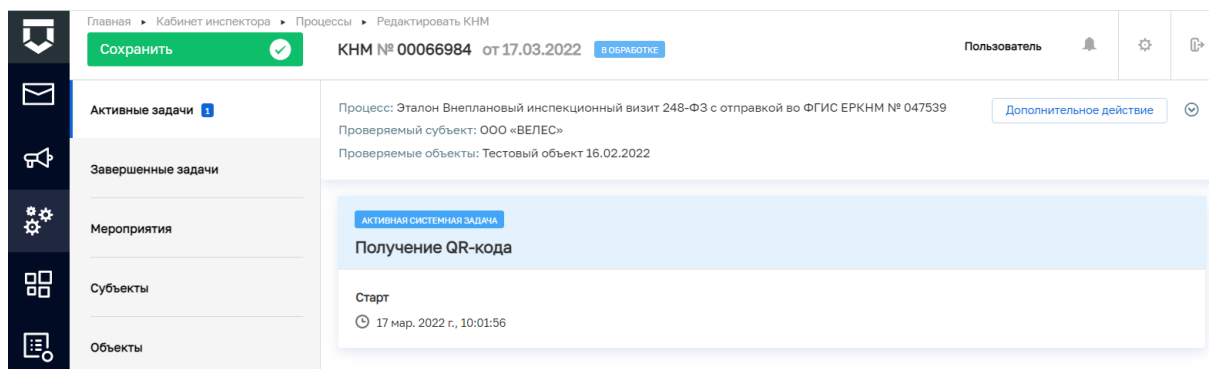 Главная ▸ Кабинет инспектора ▸ Процессы ▸ Редактировать КНМ
Сохранить
КНМ № 00066984 от 17.03.2022 В ОБРАБОТКЕ
Пользователь
Активные задачи 1
Завершенные задачи
Мероприятия
Субъекты
Объекты
Процесс: Эталон Внеплановый инспекционный визит 248-ФЗ с отправкой во ФГИС ЕРКНМ № 047539
Проверяемый субъект: ООО «ВЕЛЕС»
Проверяемые объекты: Тестовый объект 16.02.2022
Дополнительное действие
АКТИВНАЯ СИСТЕМНАЯ ЗАДАЧА
Получение QR-кода
Старт
17 мар. 2022 г., 10:01:56